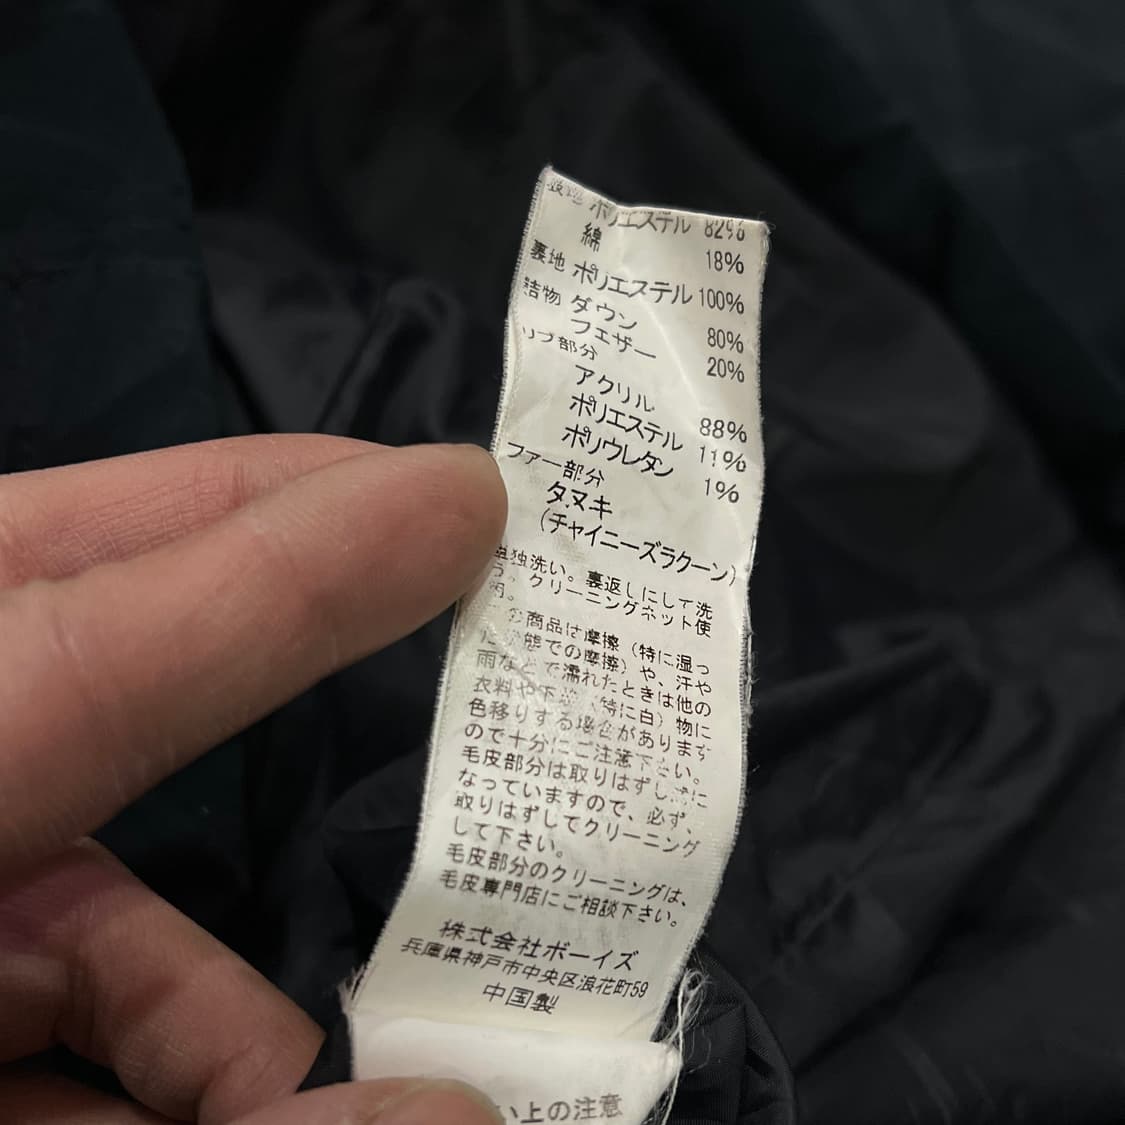 表地 ポリエステル 82%
綿 18%
裏地 ポリエステル 100%
詰物 ダウン 80%
フェザー 20%
リブ部分
アクリル 88%
ポリエステル 11%
ポリウレタン 1%
ファー部分
タヌキ
(チャイニーズラクーン)
単独洗い。裏返しにして洗
う。クリーニングネット使
用。
この商品は摩擦(特に湿っ
た状態での摩擦)や、汗や
雨などで濡れたときは他の
衣料や下着(特に白)物に
色移りする場合があります
ので十分にご注意下さい。
毛皮部分は取りはずし式に
なっていますので、必ず、
取りはずしてクリーニング
して下さい。
毛皮部分のクリーニングは、
毛皮専門店にご相談下さい。
株式会社ボーイズ
兵庫県神戸市中央区浪花町59
中国製
い上の注意